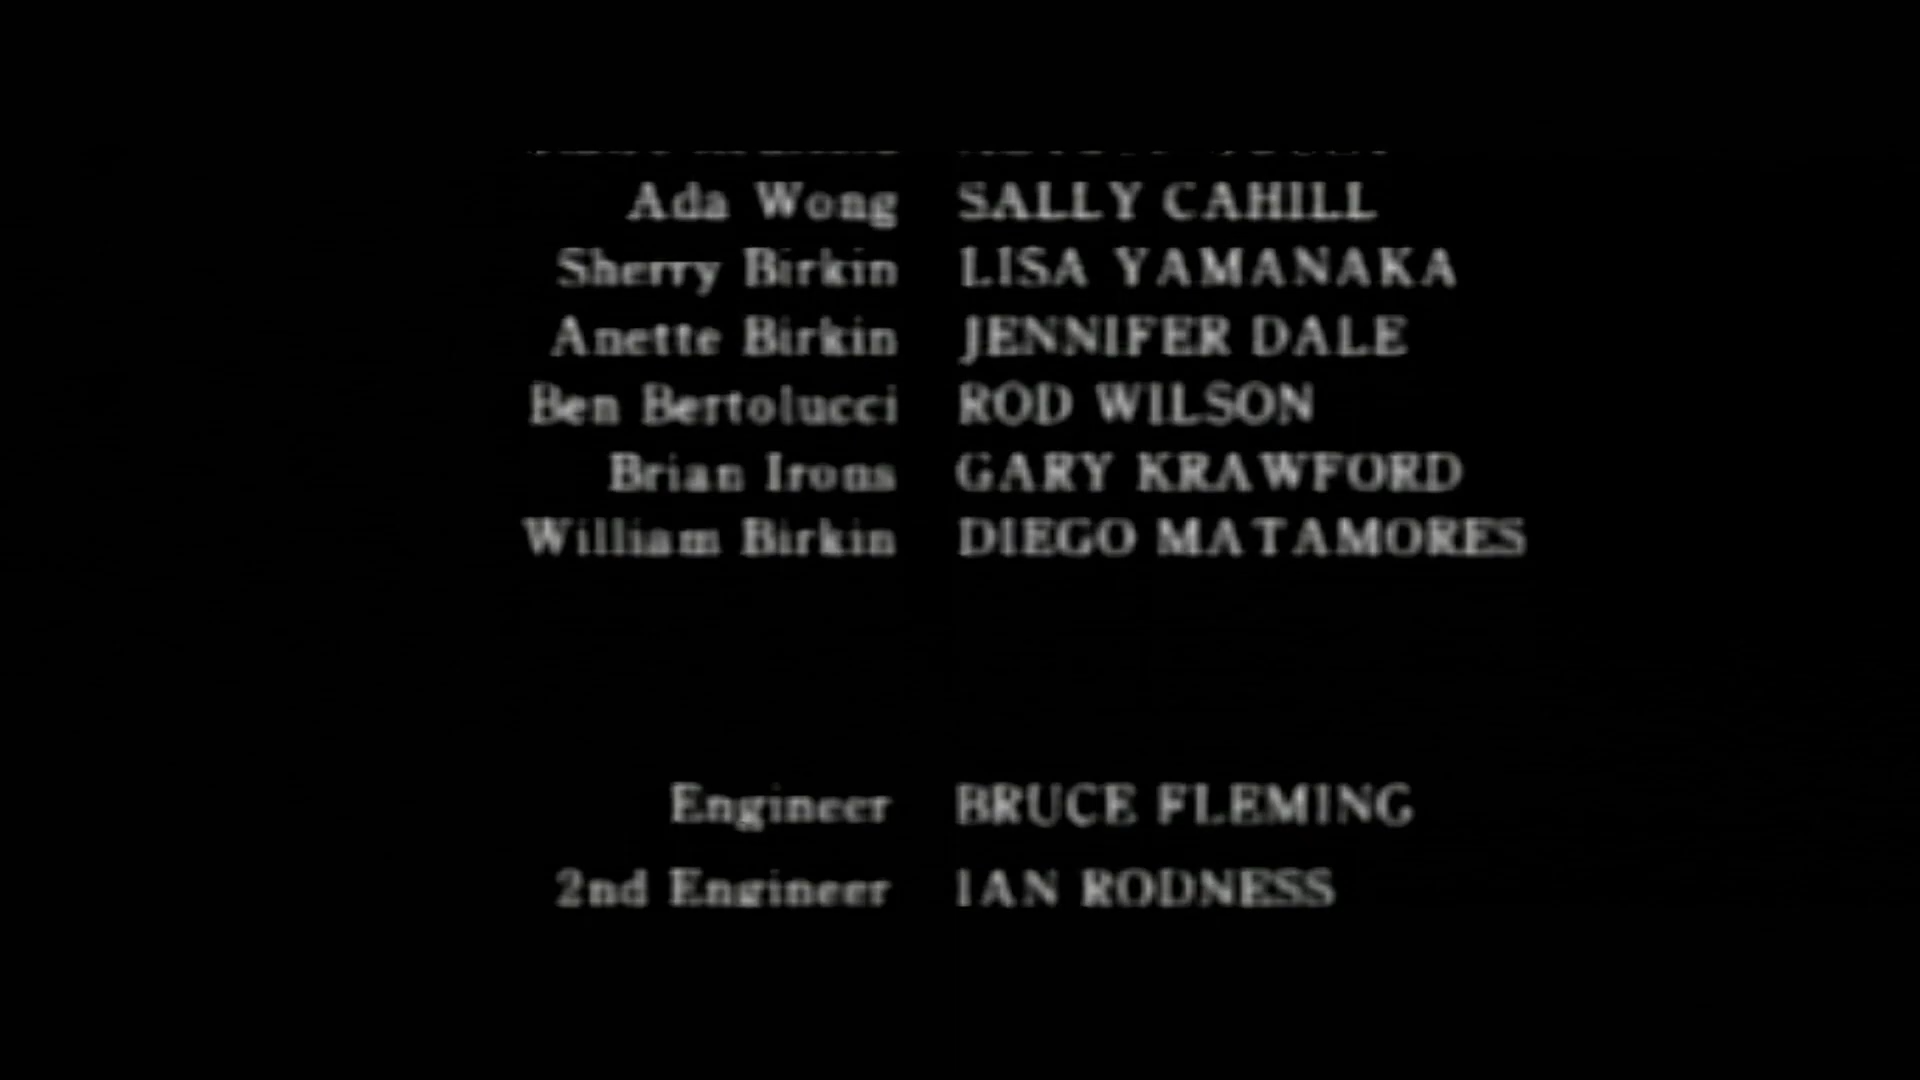 Ada Wong SALLY CAHILL
Sherry Birkin LISA YAMANAKA
Anette Birkin JENNIFER DALE
Ben Bertolucci ROD WILSON
Brian Irons GARY KRAWFORD
William Birkin DIEGO MATAMORES
Engineer BRUCE FLEMING
2nd Engineer IAN RODNESS